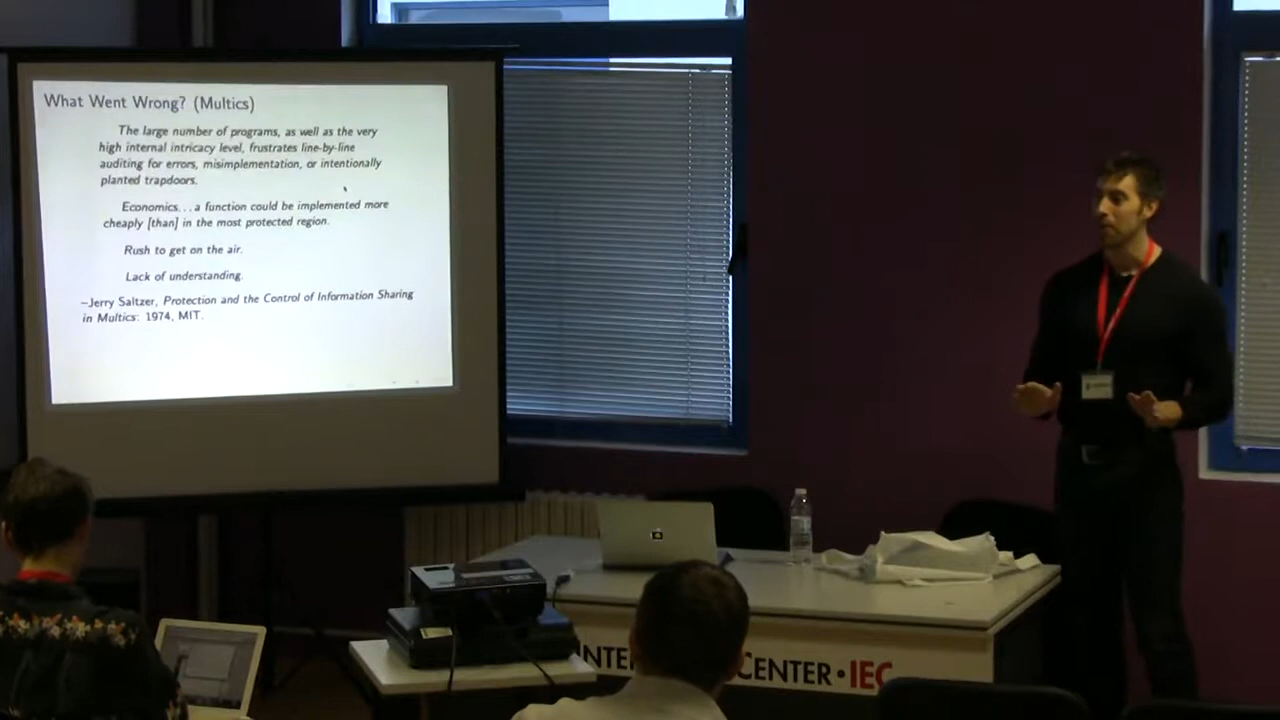 What Went Wrong? (Multics)
The large number of programs, as well as the very
high internal intricacy level, frustrates line-by-line
auditing for errors, misimplementation, or intentionally
planted trapdoors.
Economics...a function could be implemented more
cheaply [than] in the most protected region.
Rush to get on the air.
Lack of understanding.
–Jerry Saltzer, Protection and the Control of Information Sharing
in Multics: 1974, MIT.
CENTER · IEC